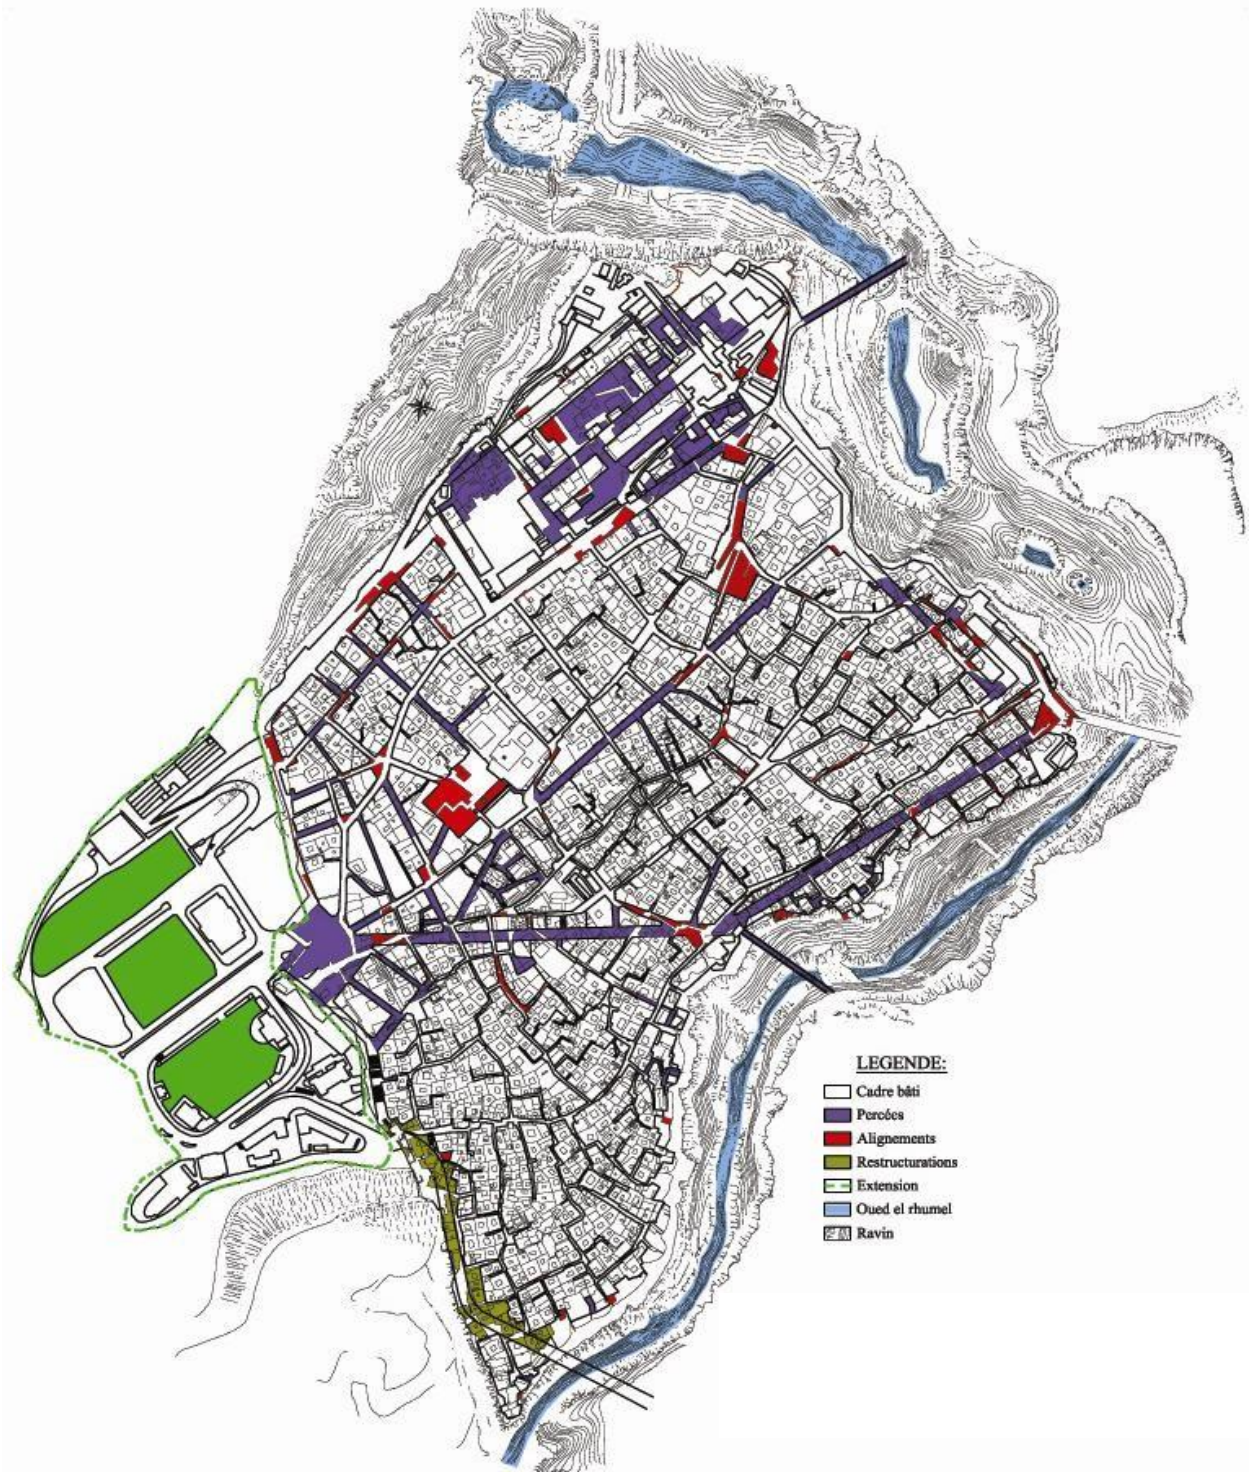 LEGENDE:
Cadre bâti
Percées
Alignements
Restructurations
Extension
Oued el rhumel
Ravin